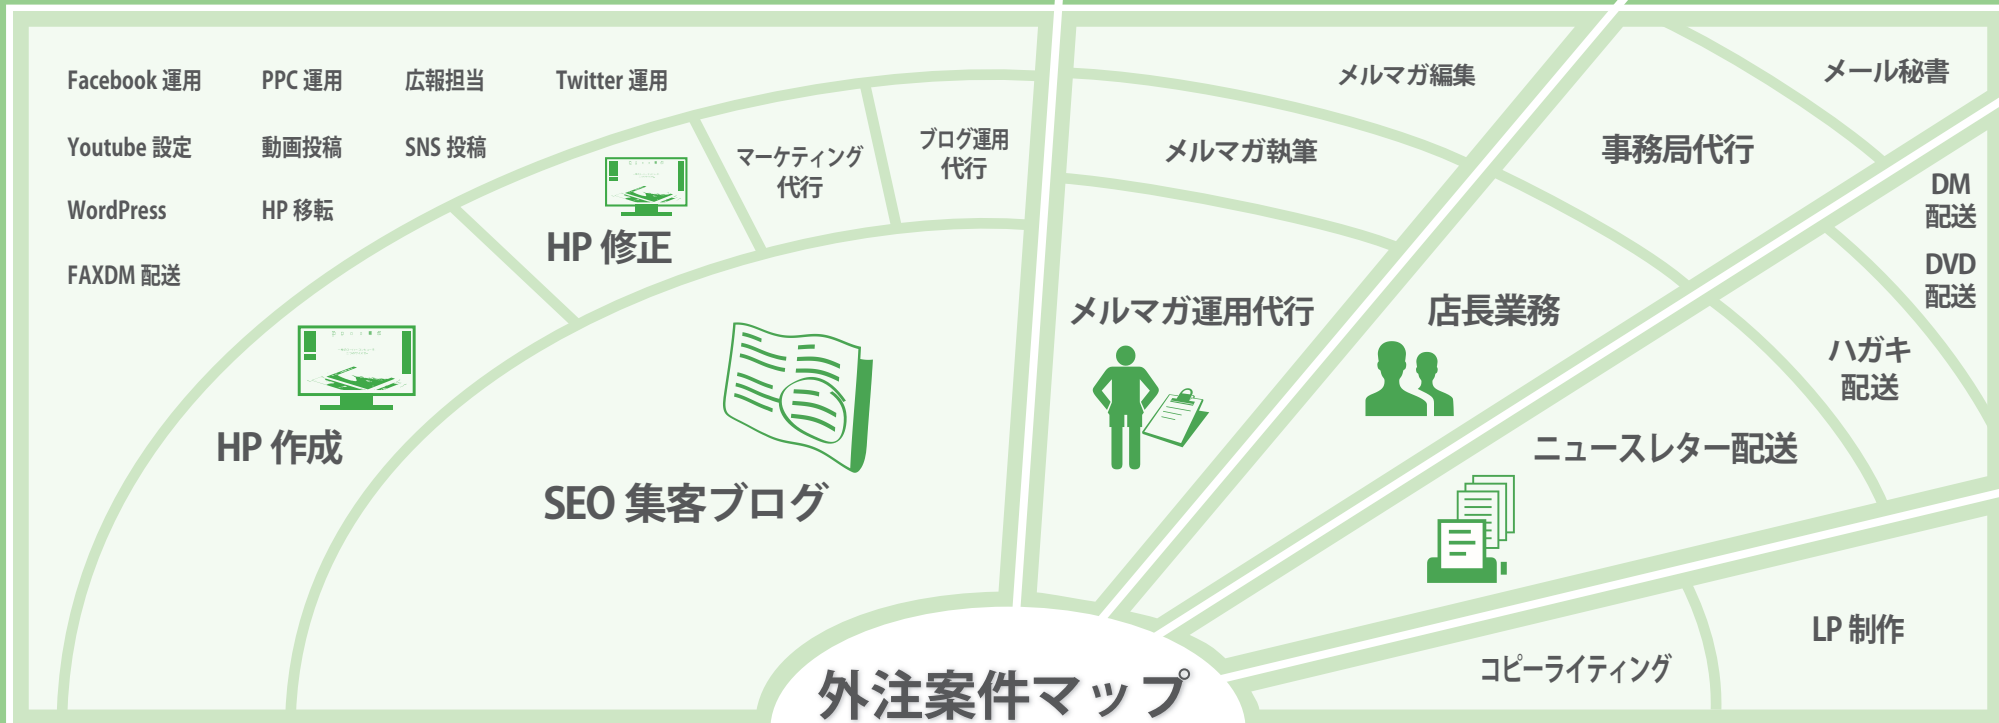 Facebook 運用
PPC 運用
広報担当
Twitter 運用
Youtube 設定
動画投稿
SNS 投稿
WordPress
HP 移転
FAXDM 配送
HP 修正
マーケティング
代行
ブログ運用
代行
HP 作成
SEO 集客ブログ
メルマガ編集
メルマガ執筆
メルマガ運用代行
メール秘書
事務局代行
店長業務
DM
配送
DVD
配送
ハガキ
配送
ニュースレター配送
LP 制作
コピーライティング
外注案件マップ